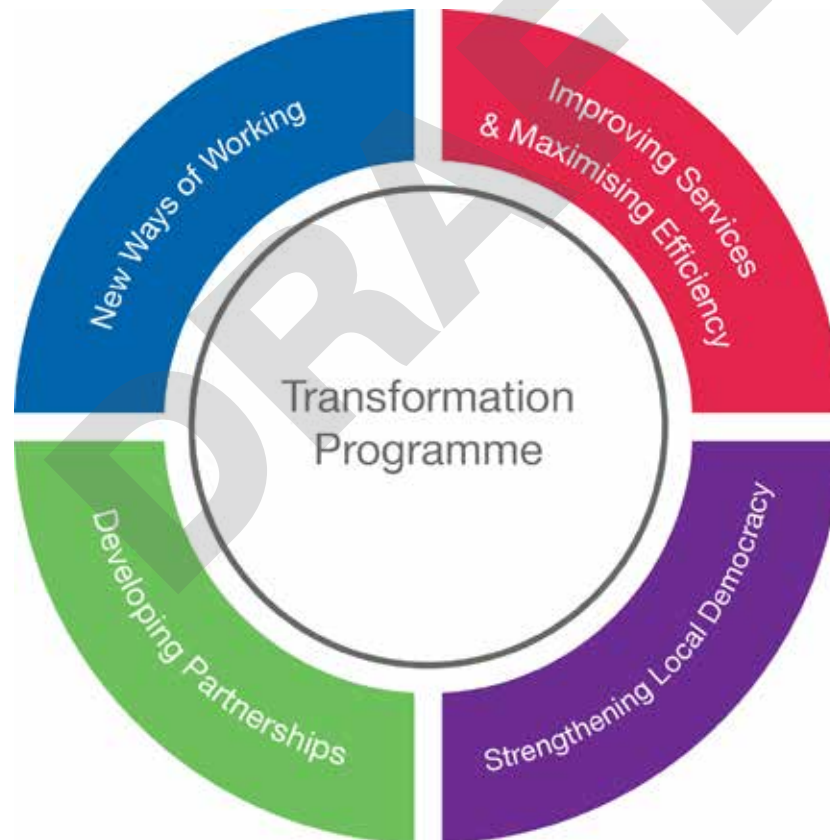 New Ways of Working
Improving Services
& Maximising Efficiency
Transformation
Programme
Developing Partnerships
Strengthening Local Democracy
DRAFT